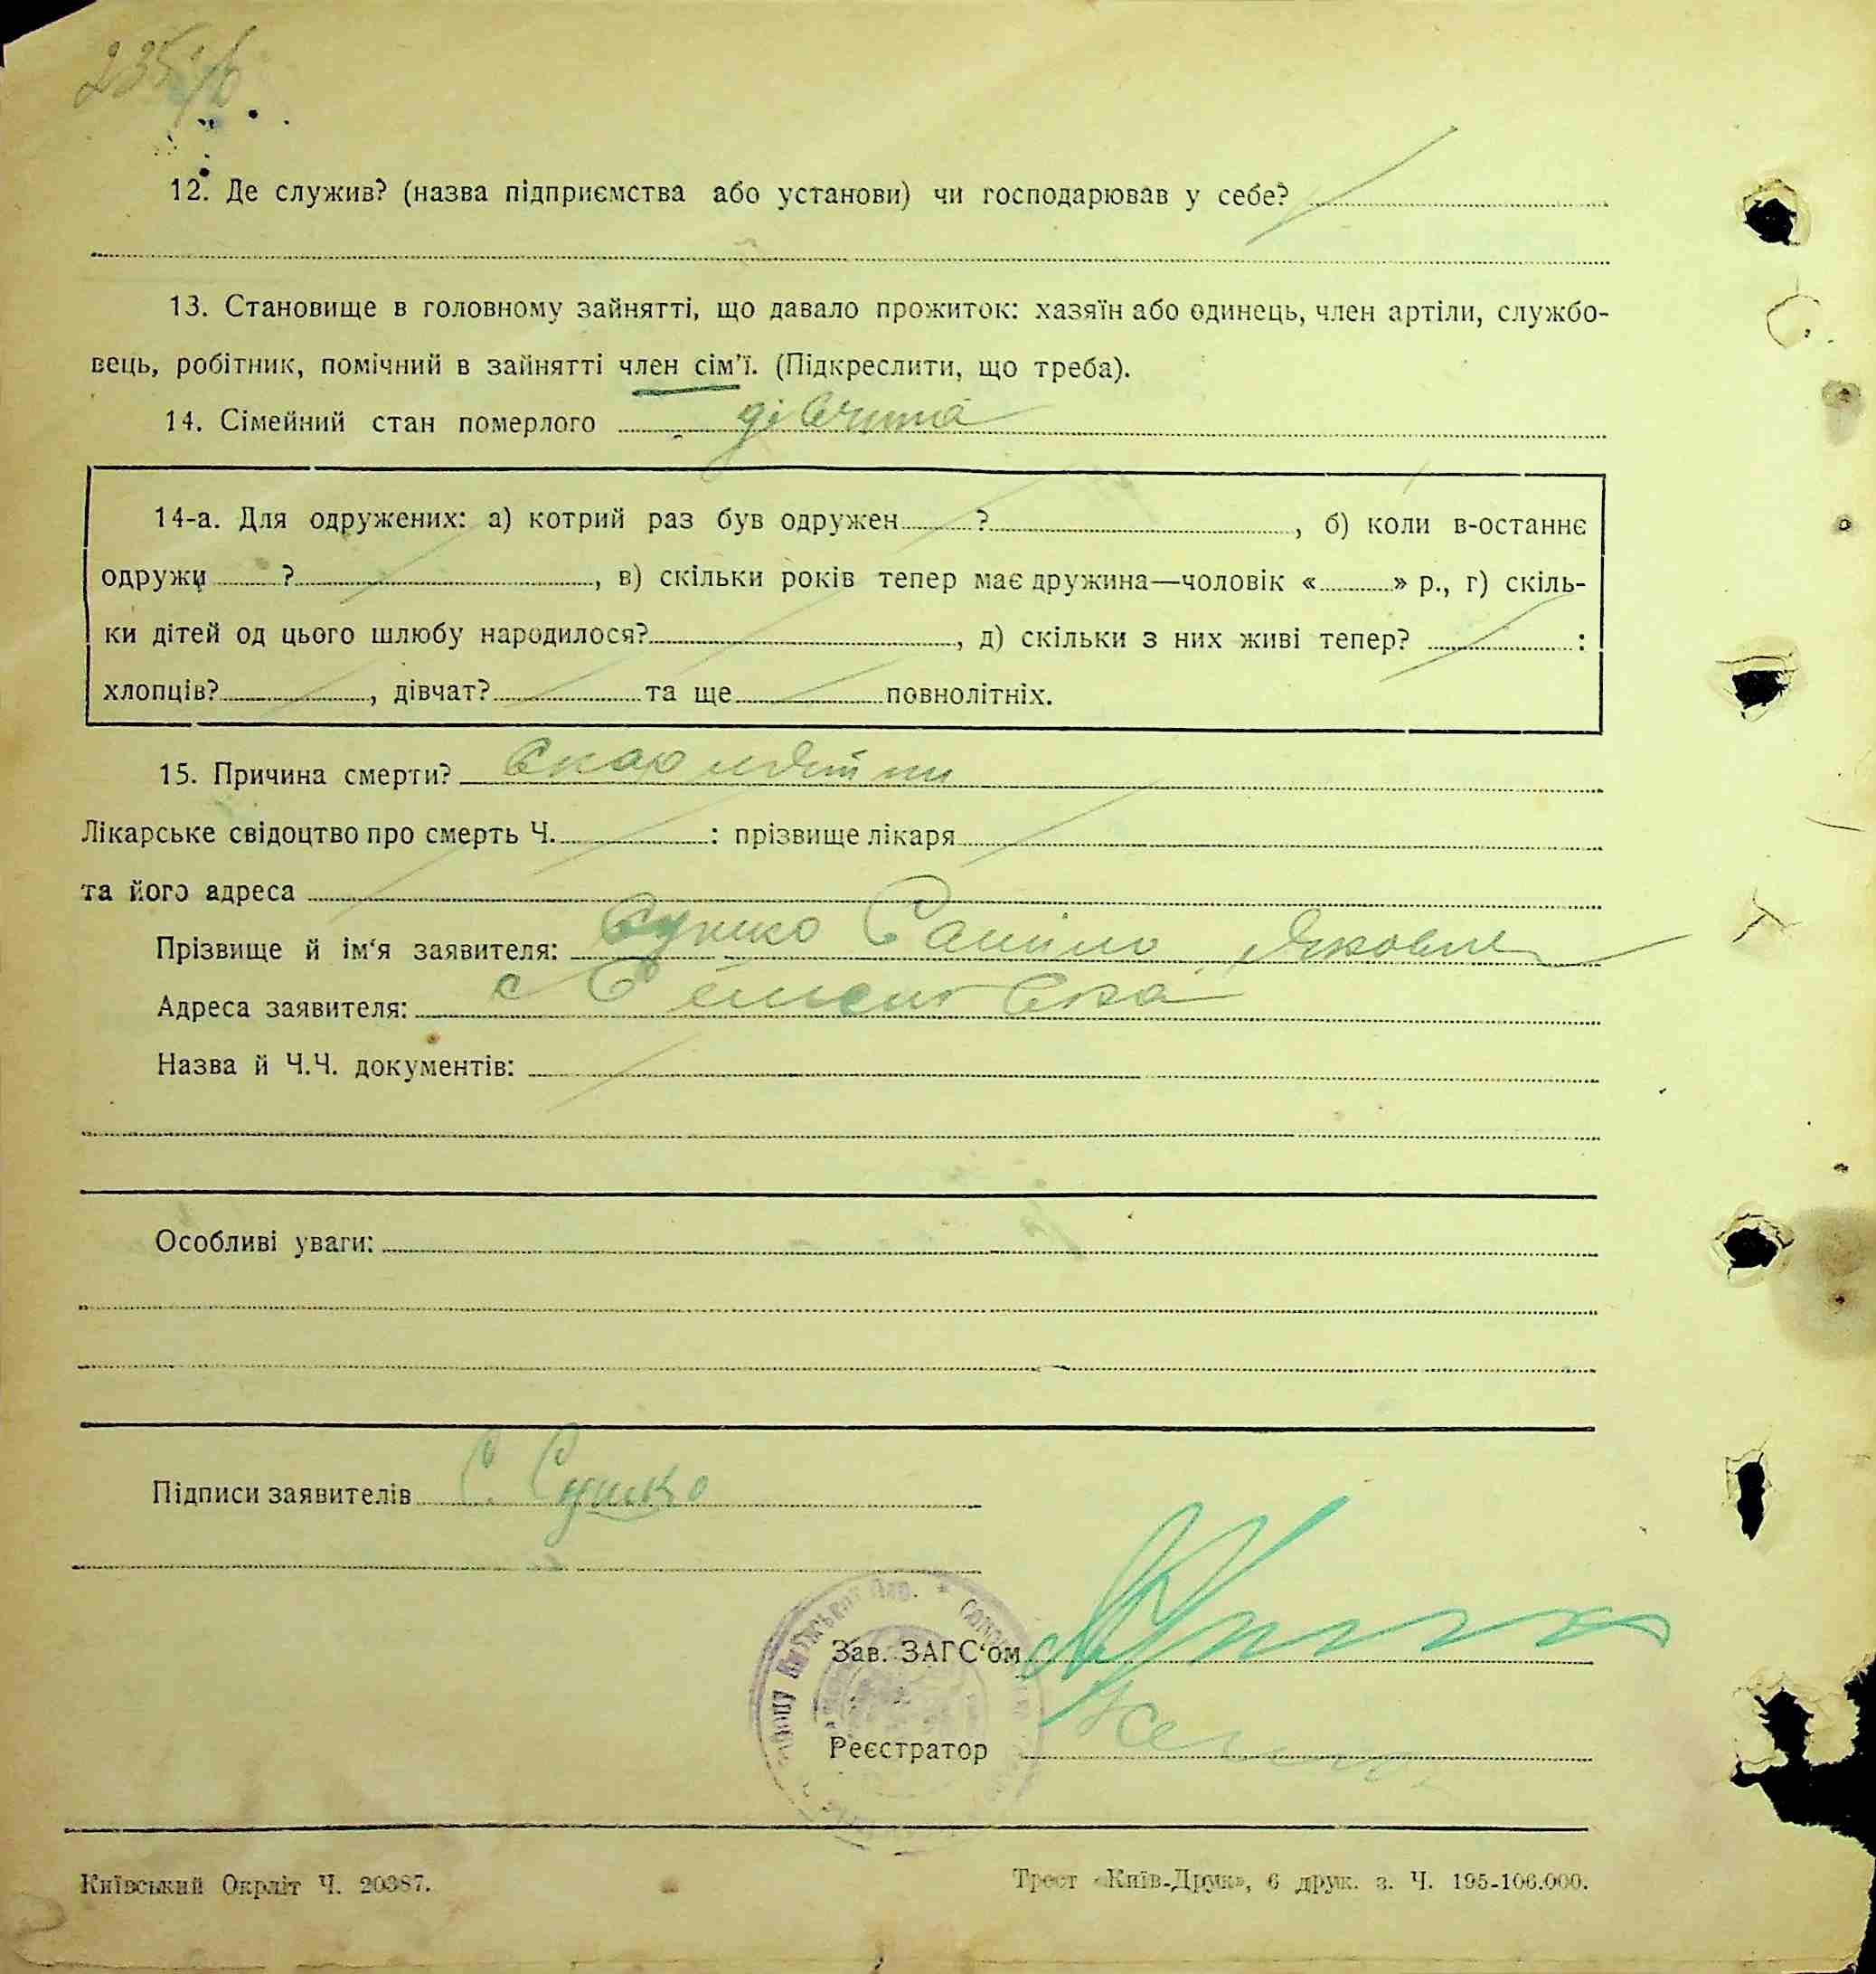 235
12. Де служив? (назва підприємства або установи) чи господарював у себе?
13. Становище в головному зайнятті, що давало прожиток: хазяїн або одинець, член артіли, службо-
вець, робітник, помічний в зайнятті член сім'ї. (Підкреслити, що треба).
14. Сімейний стан померлого дівчина
14-а. Для одружених: а) котрий раз був одружен ?, б) коли в-останнє
одружи ?, в) скільки років тепер має дружина—чоловік « » р., г) скіль-
ки дітей од цього шлюбу народилося?, д) скільки з них живі тепер? :
хлопців?, дівчат? та ще повнолітніх.
15. Причина смерти? Скарлятіни
Лікарське свідоцтво про смерть Ч. : прізвище лікаря
та його адреса
Прізвище й ім'я заявителя: Сушко Яковл
Адреса заявителя: с
Назва й Ч.Ч. документів:
Особливі уваги:
Підписи заявителів С. Сушко
Зав. ЗАГС'ом
Реєстратор
Київський Окрліт Ч. 20387.
Трест «Київ-Друк», 6 друк. з. Ч. 195-106.000.